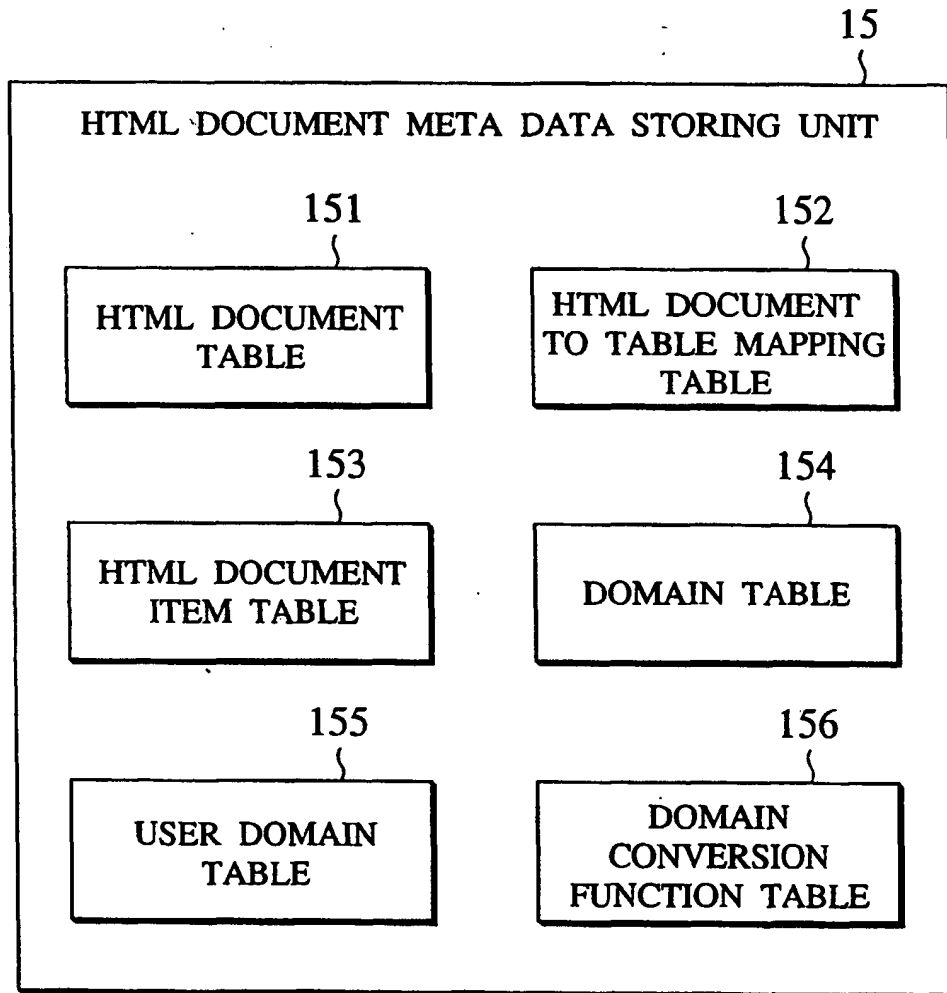 15
HTML DOCUMENT META DATA STORING UNIT
151
HTML DOCUMENT
TABLE
152
HTML DOCUMENT
TO TABLE MAPPING
TABLE
153
HTML DOCUMENT
ITEM TABLE
154
DOMAIN TABLE
155
USER DOMAIN
TABLE
156
DOMAIN
CONVERSION
FUNCTION TABLE